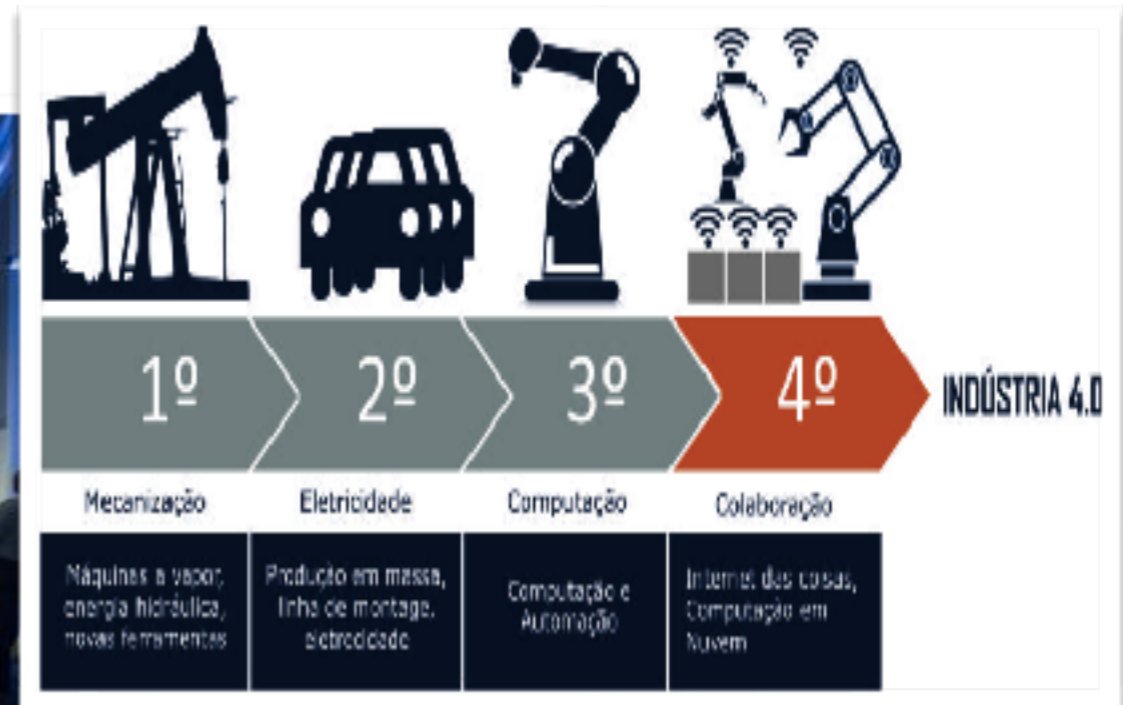 1º
2º
3º
4º
INDÚSTRIA 4.0
Mecanização
Eletricidade
Computação
Colaboração
Máquinas a vapor,
energia hidráulica,
novas ferramentas
Produção em massa,
linha de montage,
eletrocidade
Computação e
Automação
Internet das coisas,
Computação em
Nuvem